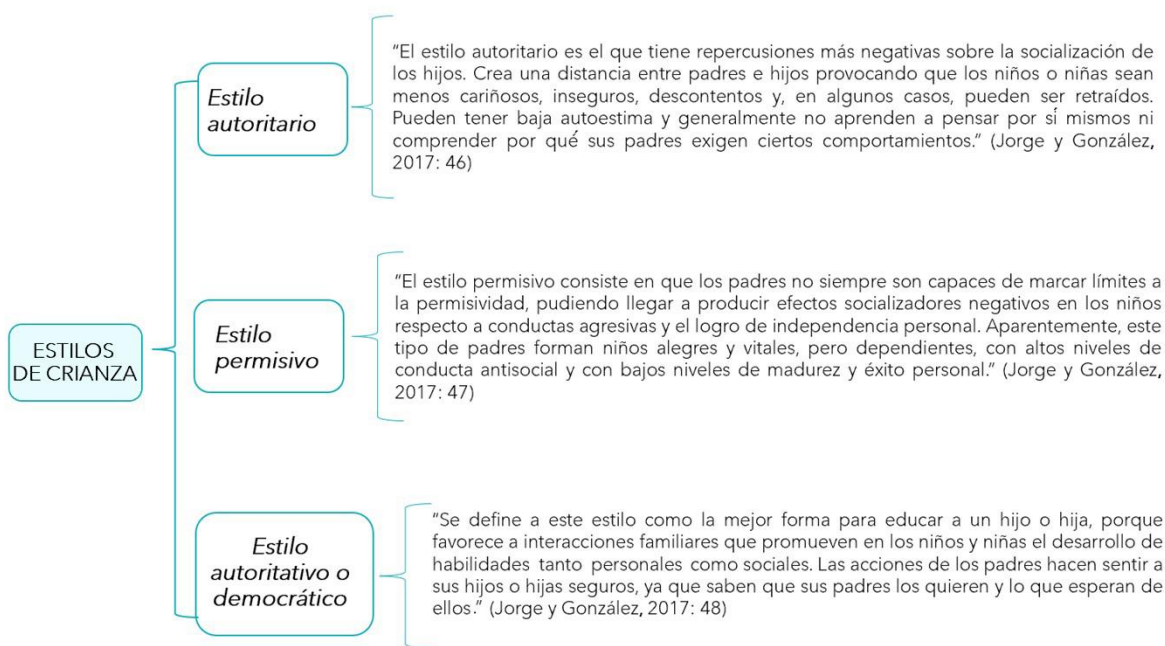 "El estilo autoritario es el que tiene repercusiones más negativas sobre la socialización de
los hijos. Crea una distancia entre padres e hijos provocando que los niños o niñas sean
menos cariñosos, inseguros, descontentos y, en algunos casos, pueden ser retraídos.
Pueden tener baja autoestima y generalmente no aprenden a pensar por sí mismos ni
comprender por qué sus padres exigen ciertos comportamientos." (Jorge y González,
2017: 46)
Estilo
autoritario
"El estilo permisivo consiste en que los padres no siempre son capaces de marcar límites a
la permisividad, pudiendo llegar a producir efectos socializadores negativos en los niños
respecto a conductas agresivas y el logro de independencia personal. Aparentemente, este
tipo de padres forman niños alegres y vitales, pero dependientes, con altos niveles de
conducta antisocial y con bajos niveles de madurez y éxito personal." (Jorge y González,
2017: 47)
Estilo
permisivo
ESTILOS
DE CRIANZA
"Se define a este estilo como la mejor forma para educar a un hijo o hija, porque
favorece a interacciones familiares que promueven en los niños y niñas el desarrollo de
habilidades tanto personales como sociales. Las acciones de los padres hacen sentir a
sus hijos o hijas seguros, ya que saben que sus padres los quieren y lo que esperan de
ellos." (Jorge y González, 2017: 48)
Estilo
autoritativo o
democrático